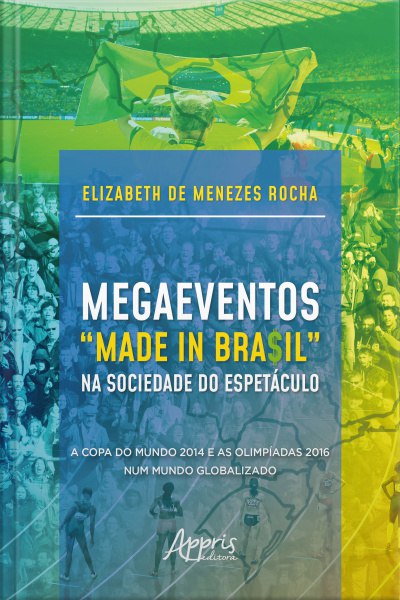 ELIZABETH DE MENEZES ROCHA
MEGAEVENTOS
“MADE IN BRA$IL”
NA SOCIEDADE DO ESPETÁCULO
A COPA DO MUNDO 2014 E AS OLIMPÍADAS 2016
NUM MUNDO GLOBALIZADO
Appris
editora